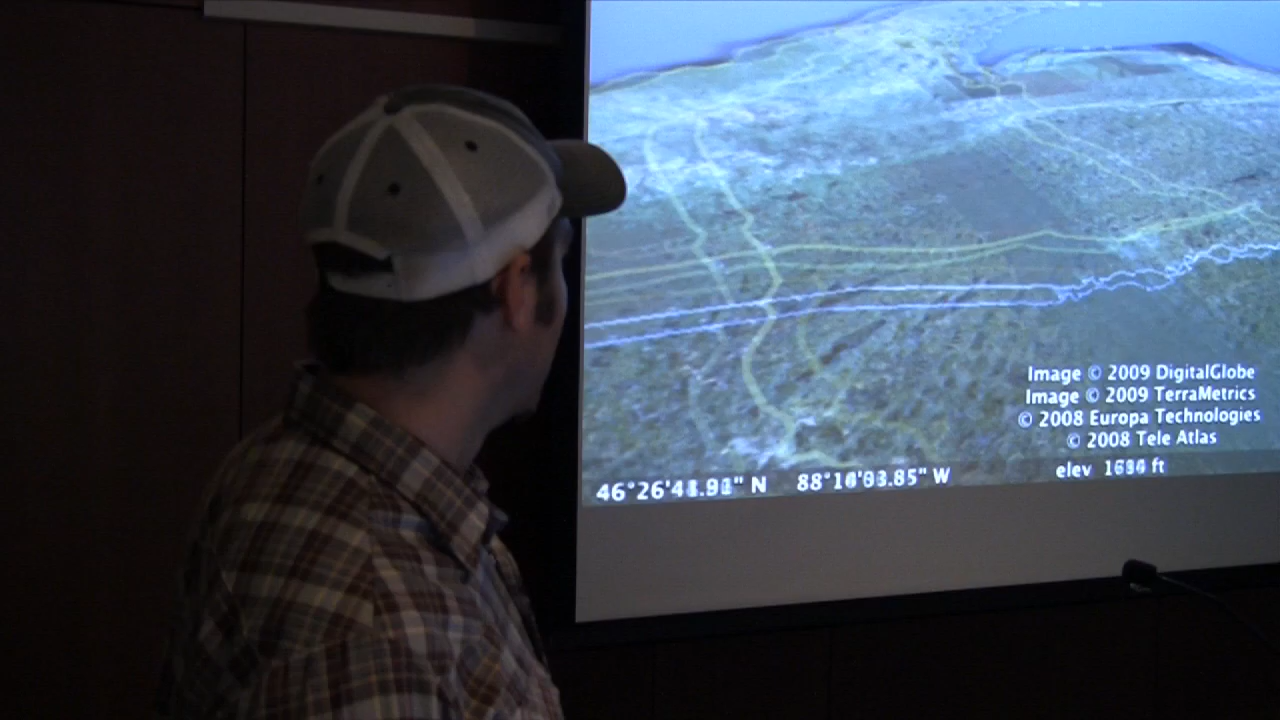 Image © 2009 DigitalGlobe
Image © 2009 TerraMetrics
© 2008 Europa Technologies
© 2008 Tele Atlas
N W
elev ft